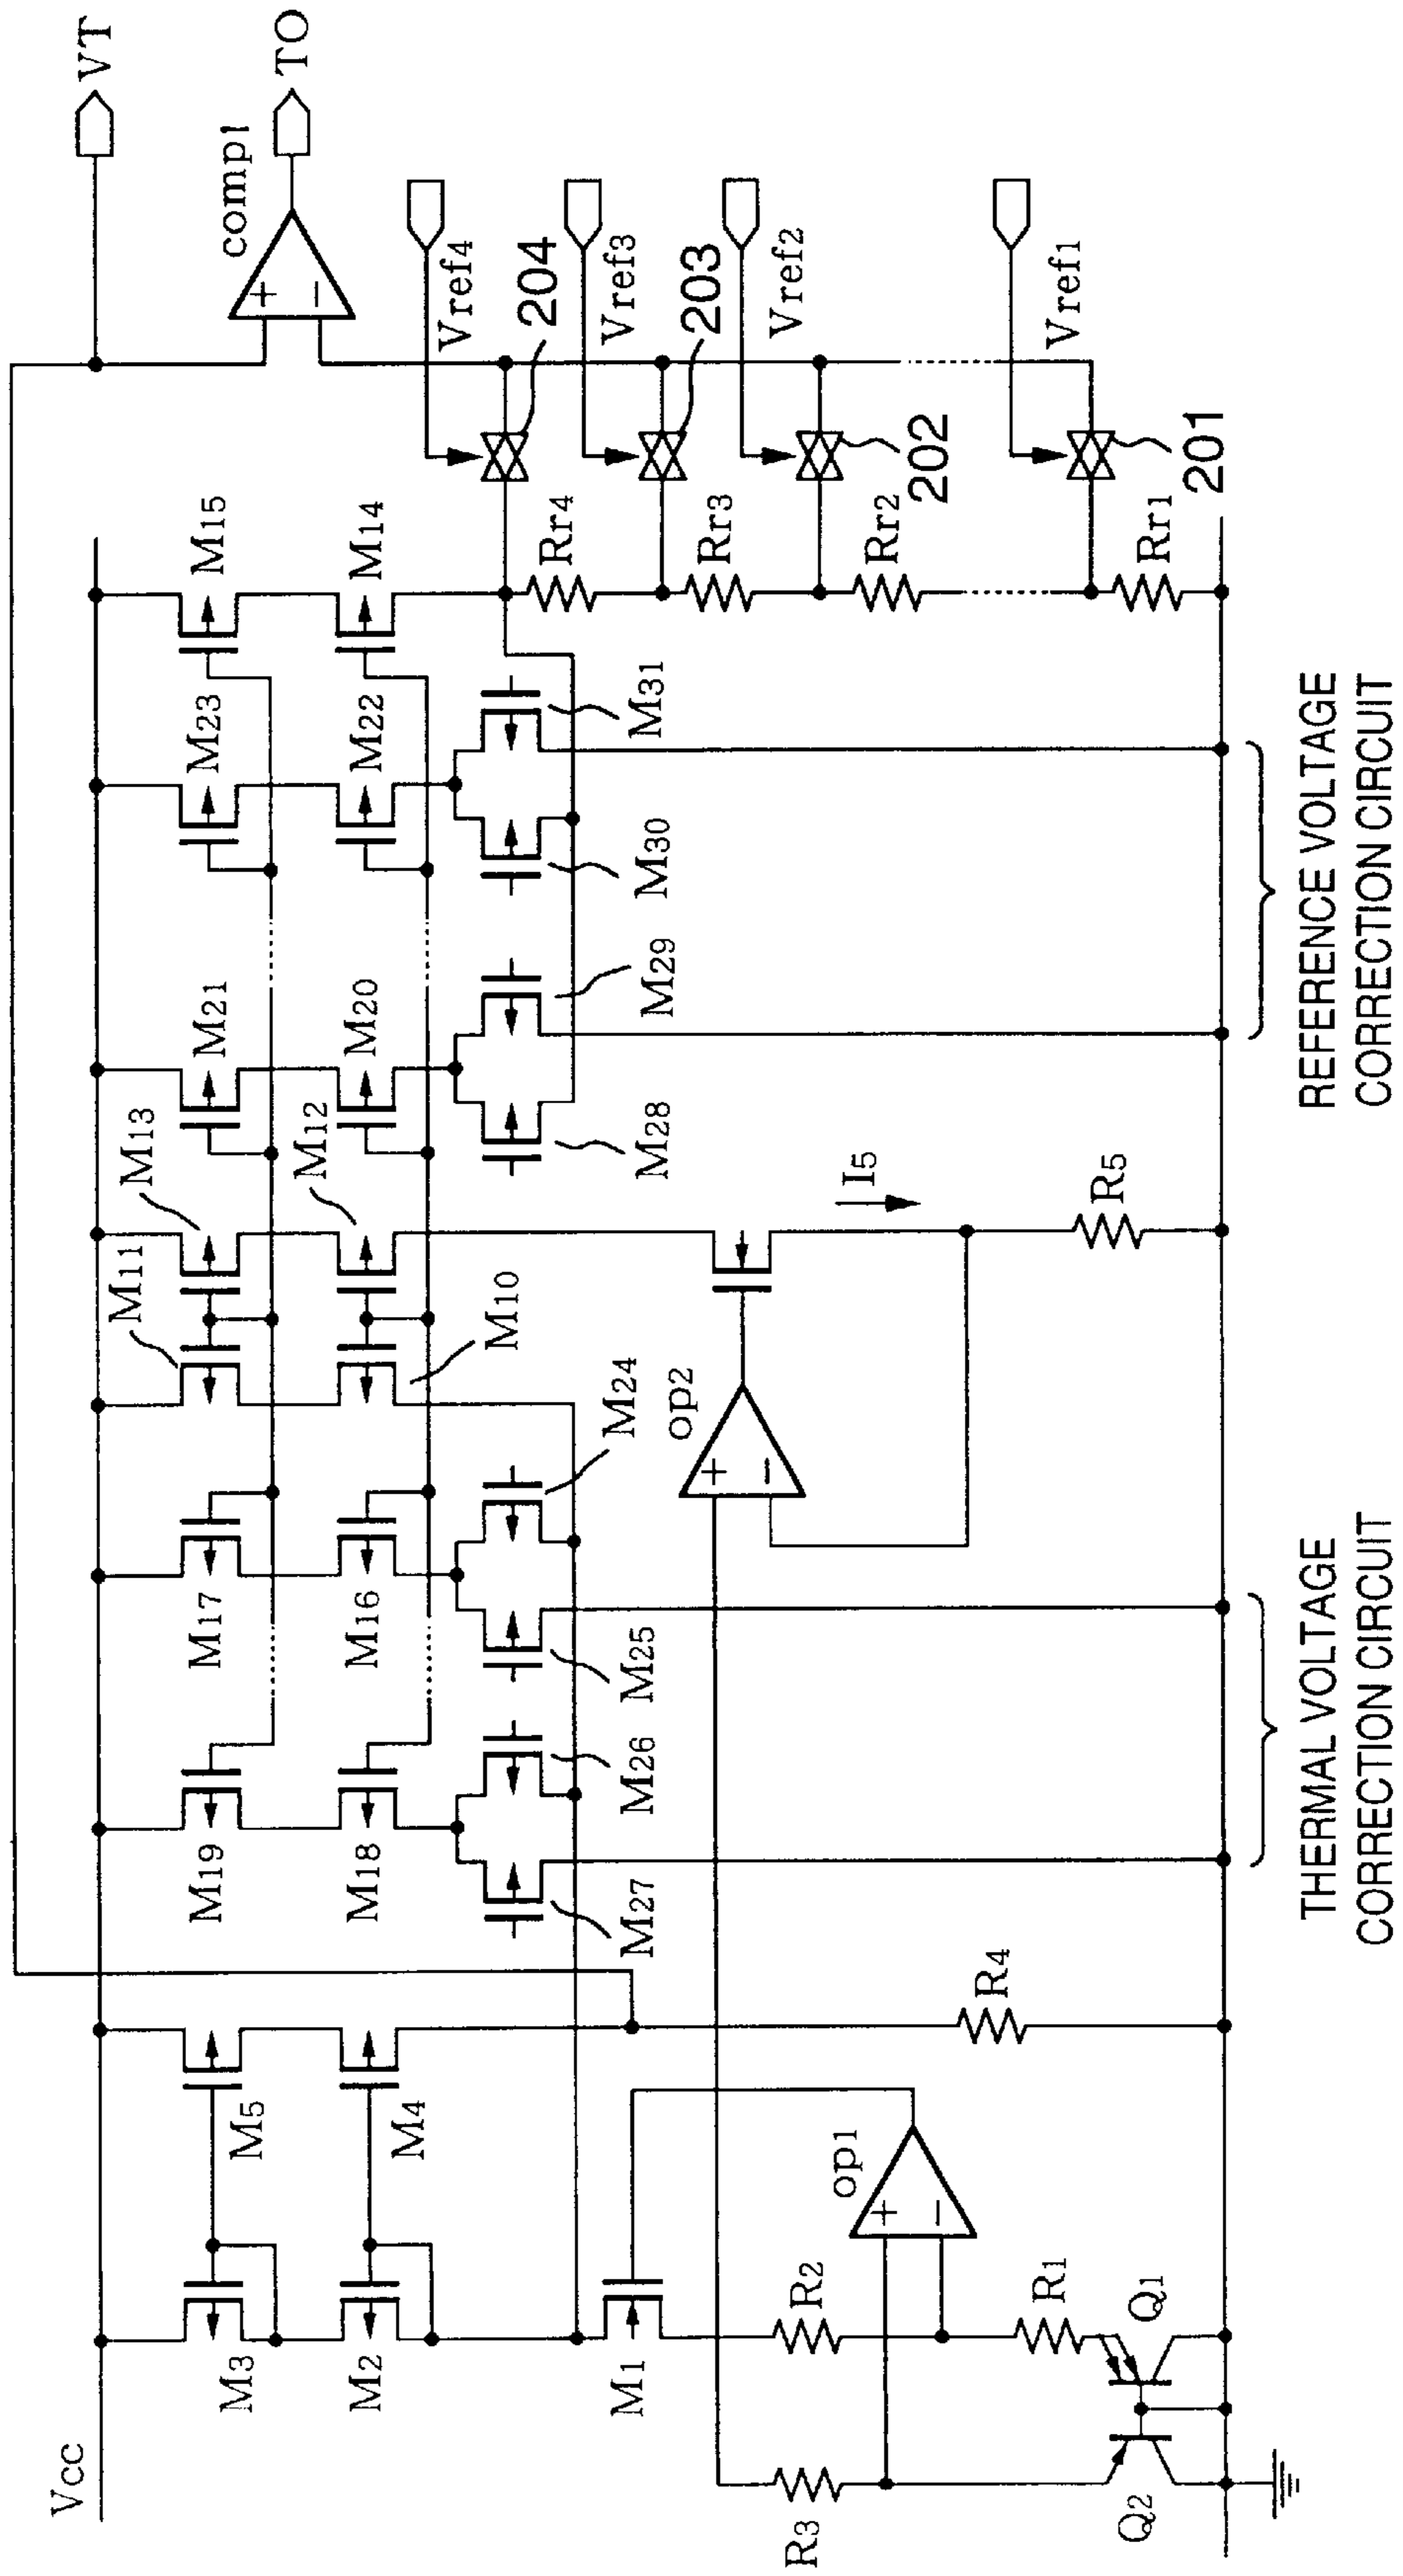 VCC
VT
TO
comp1
+
−
Vref4
Vref3
Vref2
Vref1
204
203
202
201
Rr4
Rr3
Rr2
Rr1
M15
M14
M23
M22
M31
M30
M21
M20
M29
M28
M13
M12
M11
M10
I5
R5
op2
+
−
M24
M17
M16
M25
M26
M19
M18
M27
R4
M5
M4
op1
+
−
M3
M2
M1
R2
R1
Q1
R3
Q2
REFERENCE VOLTAGE
CORRECTION CIRCUIT
THERMAL VOLTAGE
CORRECTION CIRCUIT